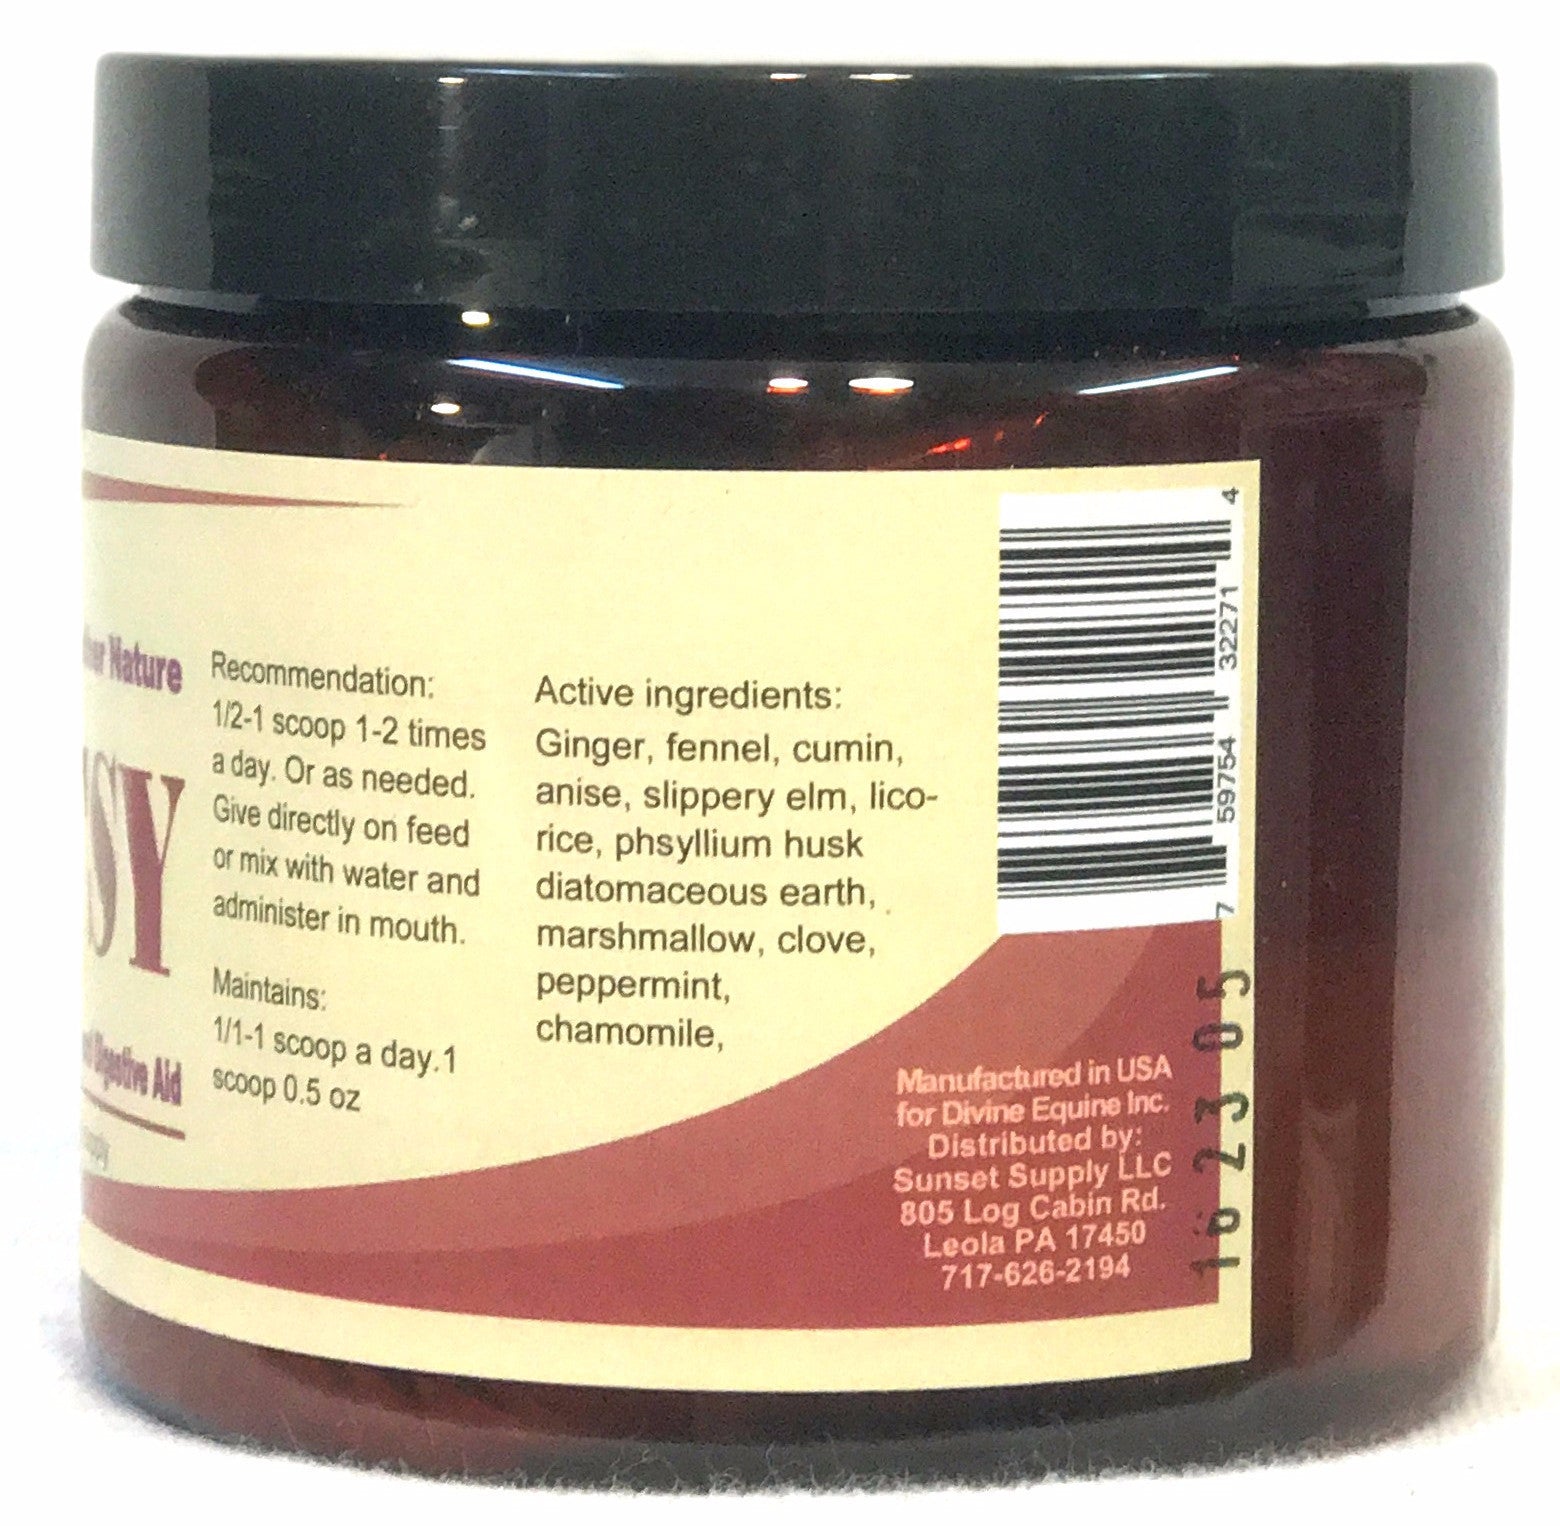 Nature
SY
Digestive Aid
Recommendation:
1/2-1 scoop 1-2 times
a day. Or as needed.
Give directly on feed
or mix with water and
administer in mouth.
Maintains:
1/1-1 scoop a day.1
scoop 0.5 oz
Active ingredients:
Ginger, fennel, cumin,
anise, slippery elm, lico-
rice, phsyllium husk
diatomaceous earth,
marshmallow, clove,
peppermint,
chamomile,
7 59754 32271 4
Manufactured in USA
for Divine Equine Inc.
Distributed by:
Sunset Supply LLC
805 Log Cabin Rd.
Leola PA 17450
717-626-2194
16 23 05